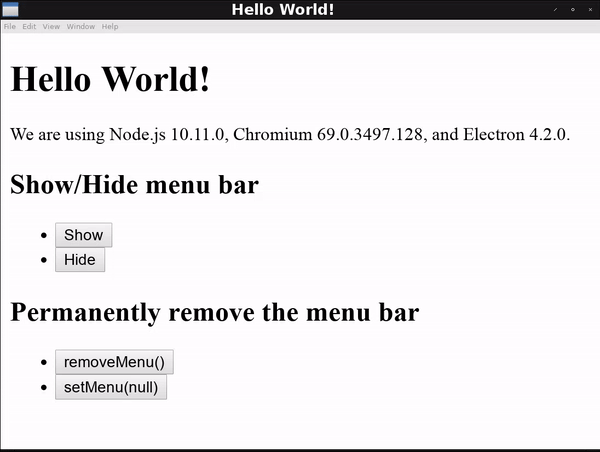 Hello World!
File Edit View Window Help
Hello World!
We are using Node.js 10.11.0, Chromium 69.0.3497.128, and Electron 4.2.0.
Show/Hide menu bar
Show
Hide
Permanently remove the menu bar
removeMenu()
setMenu(null)